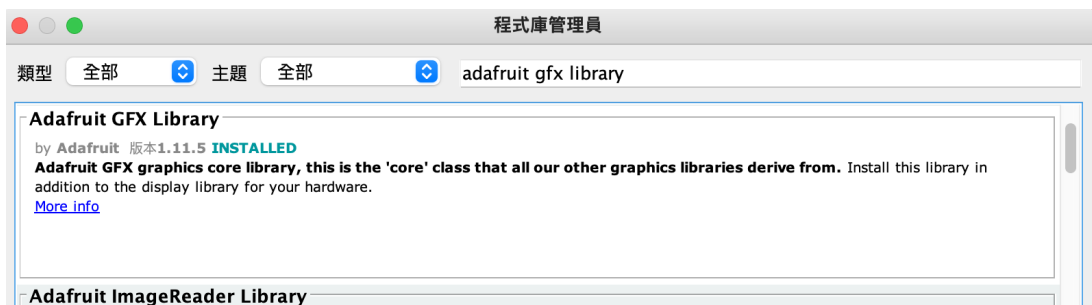 程式庫管理員
類型 全部 主題 全部 adafruit gfx library
Adafruit GFX Library
by Adafruit 版本1.11.5 INSTALLED
Adafruit GFX graphics core library, this is the 'core' class that all our other graphics libraries derive from. Install this library in
addition to the display library for your hardware.
More info
Adafruit ImageReader Library